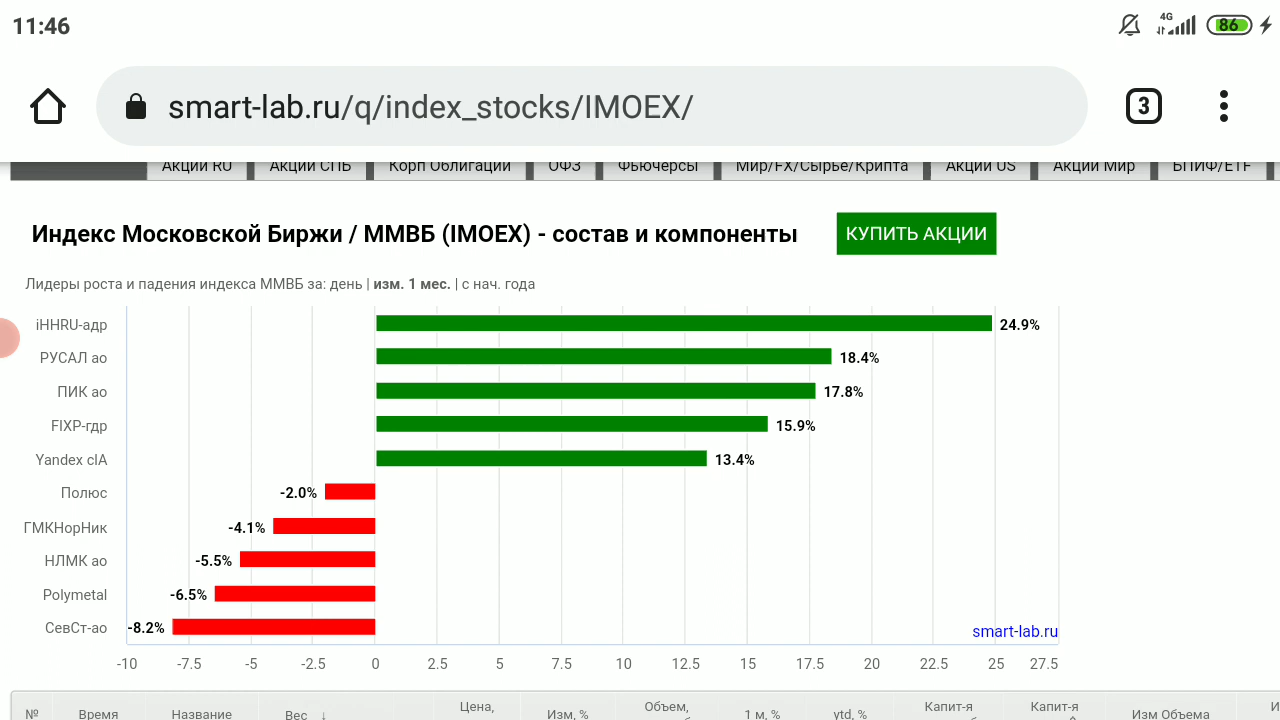 11:46
4G
86
smart-lab.ru/q/index_stocks/IMOEX/
3
Акции RU Акции СПБ Корп Облигации ОФЗ Фьючерсы Мир/FX/Сырье/Крипта Акции US Акции Мир БПИФ/ETF
Индекс Московской Биржи / ММВБ (IMOEX) - состав и компоненты
КУПИТЬ АКЦИИ
Лидеры роста и падения индекса ММВБ за: день | изм. 1 мес. | с нач. года
iHHRU-адр 24.9%
РУСАЛ ао 18.4%
ПИК ао 17.8%
FIXP-гдр 15.9%
Yandex clA 13.4%
Полюс -2.0%
ГМКНорНик -4.1%
НЛМК ао -5.5%
Polymetal -6.5%
СевСт-ао -8.2%
smart-lab.ru
-10 -7.5 -5 -2.5 0 2.5 5 7.5 10 12.5 15 17.5 20 22.5 25 27.5
№ Время Название Вес ↓ Цена, Изм, % Объем, 1 м, % ytd, % Капит-я Капит-я Изм Объема